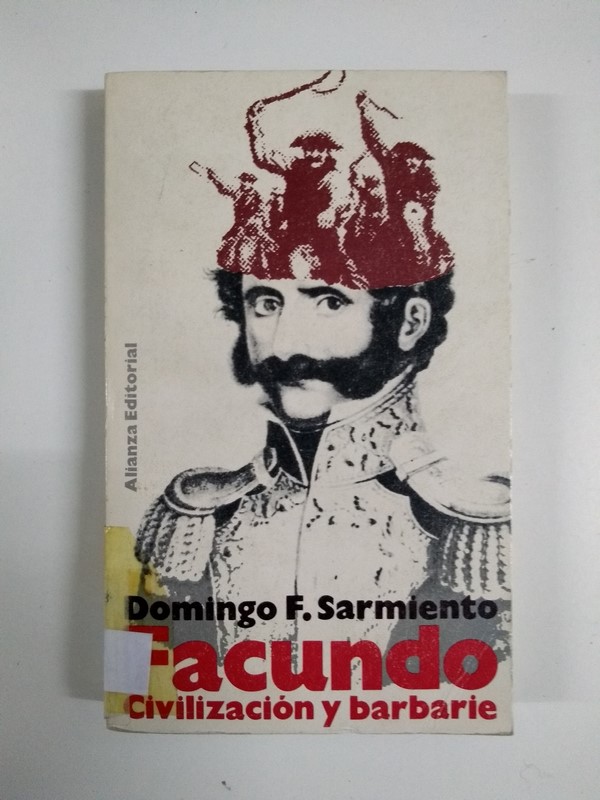 Alianza Editorial
Domingo F. Sarmiento
Facundo
Civilización y barbarie